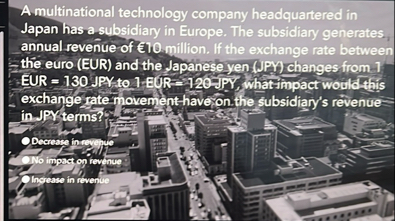 A multinational technology company headquartered in
Japan has a subsidiary in Europe. The subsidiary generates
annual revenue of €10 million. If the exchange rate between
the euro (EUR) and the Japanese yen (JPY) changes from 1
EUR = 130 JPY to 1 EUR = 120 JPY, what impact would this
exchange rate movement have on the subsidiary's revenue
in JPY terms?
Decrease in revenue
No impact on revenue
Increase in revenue